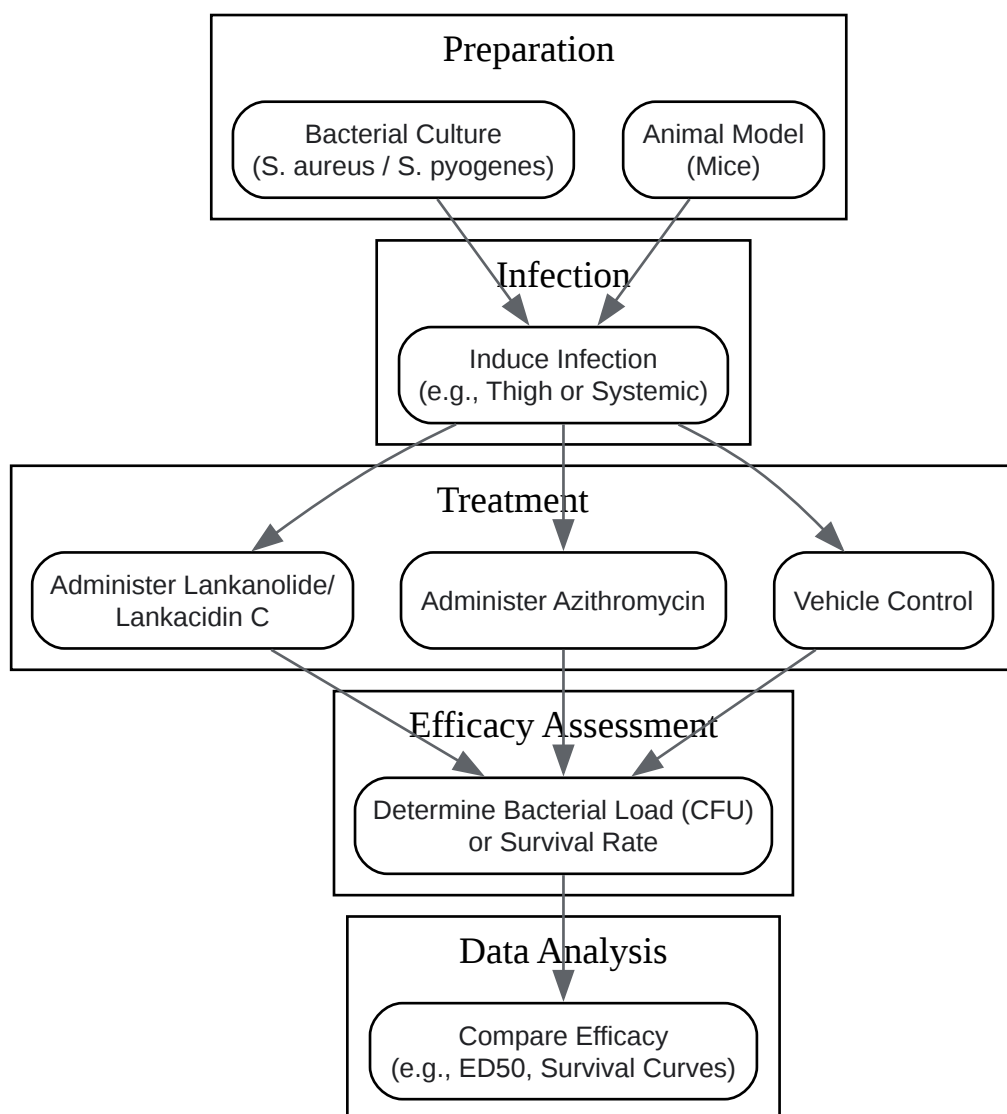 Preparation
Bacterial Culture
(S. aureus / S. pyogenes)
Animal Model
(Mice)
Infection
Induce Infection
(e.g., Thigh or Systemic)
Treatment
Administer Lankanolide/
Lankacidin C
Administer Azithromycin
Vehicle Control
Efficacy Assessment
Determine Bacterial Load (CFU)
or Survival Rate
Data Analysis
Compare Efficacy
(e.g., ED50, Survival Curves)